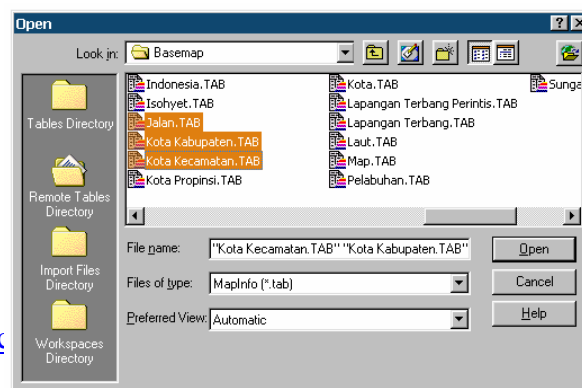 Open
Look in: Basemap
Tables Directory
Remote Tables
Directory
Import Files
Directory
Workspaces
Directory
Indonesia.TAB
Isohyet.TAB
Jalan.TAB
Kota Kabupaten.TAB
Kota Kecamatan.TAB
Kota Propinsi.TAB
Kota.TAB
Lapangan Terbang Perintis.TAB
Lapangan Terbang.TAB
Laut.TAB
Map.TAB
Pelabuhan.TAB
Sunga
File name: "Kota Kecamatan.TAB" "Kota Kabupaten.TAB" Open
Files of type: MapInfo (*.tab) Cancel
Preferred View: Automatic Help